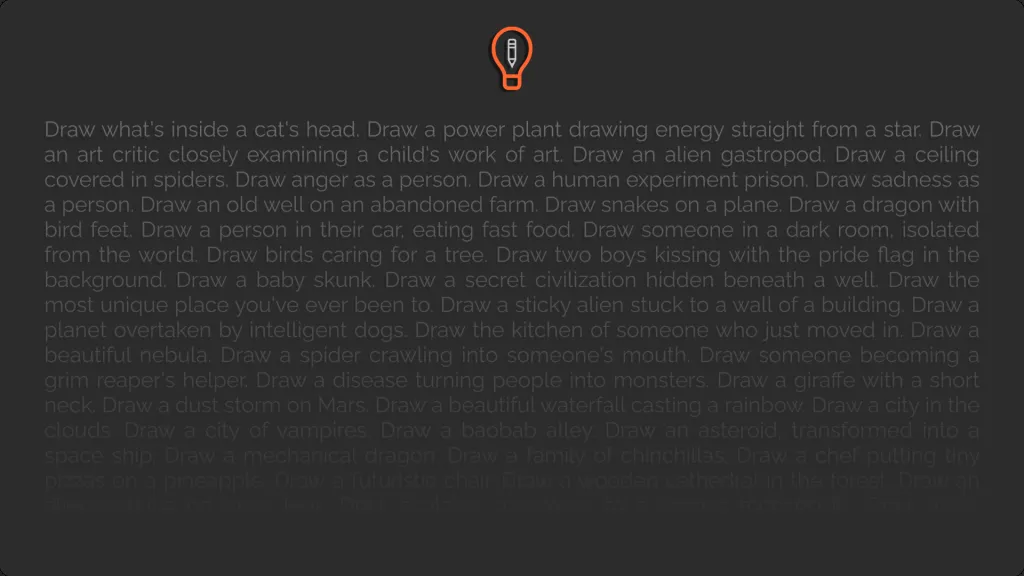 Draw what's inside a cat's head. Draw a power plant drawing energy straight from a star. Draw
an art critic closely examining a child's work of art. Draw an alien gastropod. Draw a ceiling
covered in spiders. Draw anger as a person. Draw a human experiment prison. Draw sadness as
a person. Draw an old well on an abandoned farm. Draw snakes on a plane. Draw a dragon with
bird feet. Draw a person in their car, eating fast food. Draw someone in a dark room, isolated
from the world. Draw birds caring for a tree. Draw two boys kissing with the pride flag in the
background. Draw a baby skunk. Draw a secret civilization hidden beneath a well. Draw the
most unique place you've ever been to. Draw a sticky alien stuck to a wall of a building. Draw a
planet overtaken by intelligent dogs. Draw the kitchen of someone who just moved in. Draw a
beautiful nebula. Draw a spider crawling into someone's mouth. Draw someone becoming a
grim reaper's helper. Draw a disease turning people into monsters. Draw a giraffe with a short
neck. Draw a dust storm on Mars. Draw a beautiful waterfall casting a rainbow. Draw a city in the
clouds. Draw a city of vampires. Draw a baobab alley. Draw an asteroid, transformed into a
space ship. Draw a mechanical dragon. Draw a family of chinchillas. Draw a chef putting tiny
pizzas on a pineapple. Draw a futuristic chair. Draw a wooden cathedral in the forest. Draw an